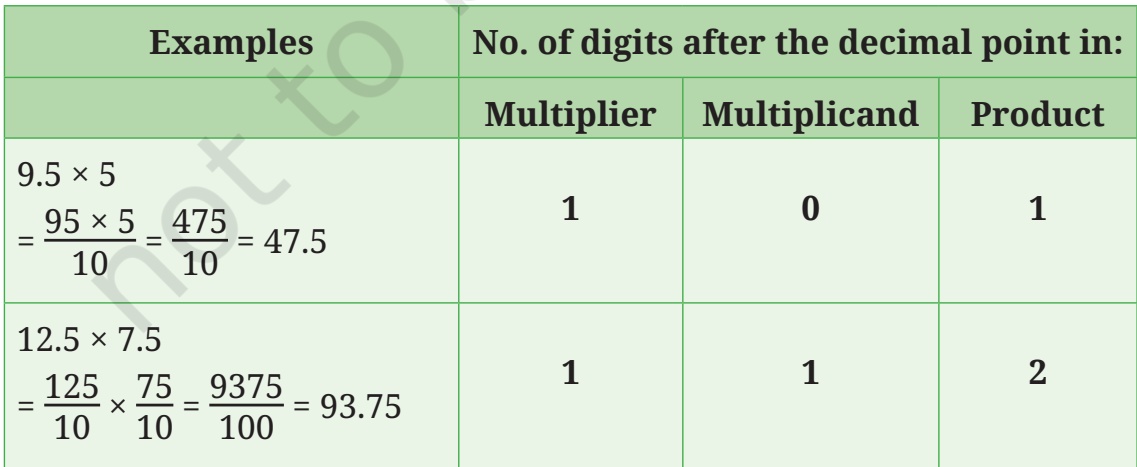 Examples No. of digits after the decimal point in:
Multiplier Multiplicand Product
9.5 × 5
= 95 × 5 / 10 = 475 / 10 = 47.5
1 0 1
12.5 × 7.5
= 125 / 10 × 75 / 10 = 9375 / 100 = 93.75
1 1 2
not to